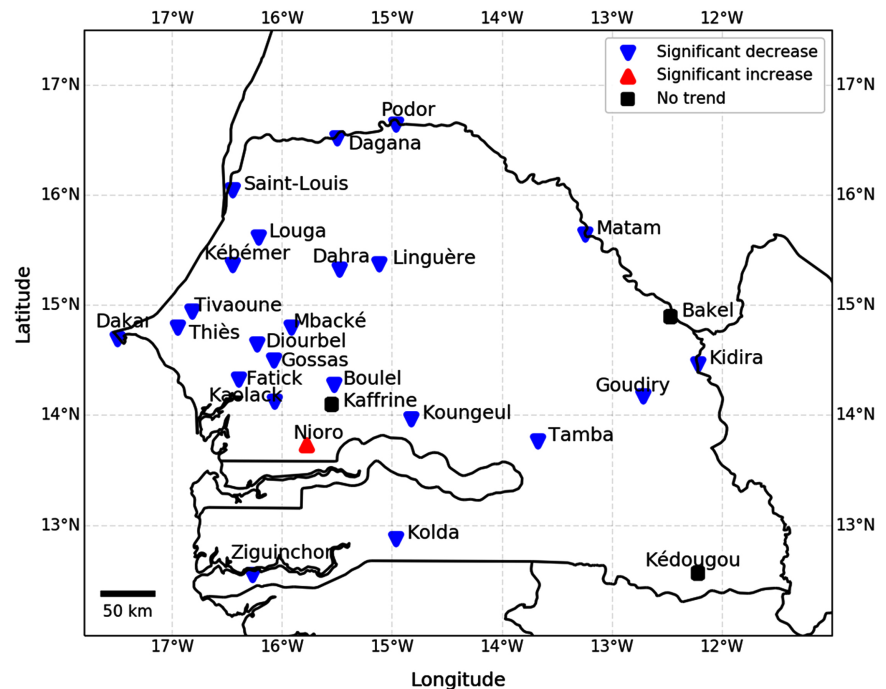 17°W 16°W 15°W 14°W 13°W 12°W
Significant decrease
Significant increase
No trend
17°N 17°N
Podor
Dagana
16°N 16°N
Saint-Louis
Matam
Louga
Kébémer
Dahra
Linguère
15°N 15°N
Tivaoune
Bakel
Dakar
Thiès
Mbacké
Diourbel
Gossas
Kidira
Fatick
Boulel
Goudiry
Kaolack
Kaffrine
14°N 14°N
Koungeul
Nioro
Tamba
13°N 13°N
Kolda
Ziguinchor
Kédougou
50 km
17°W 16°W 15°W 14°W 13°W 12°W
Longitude
Latitude